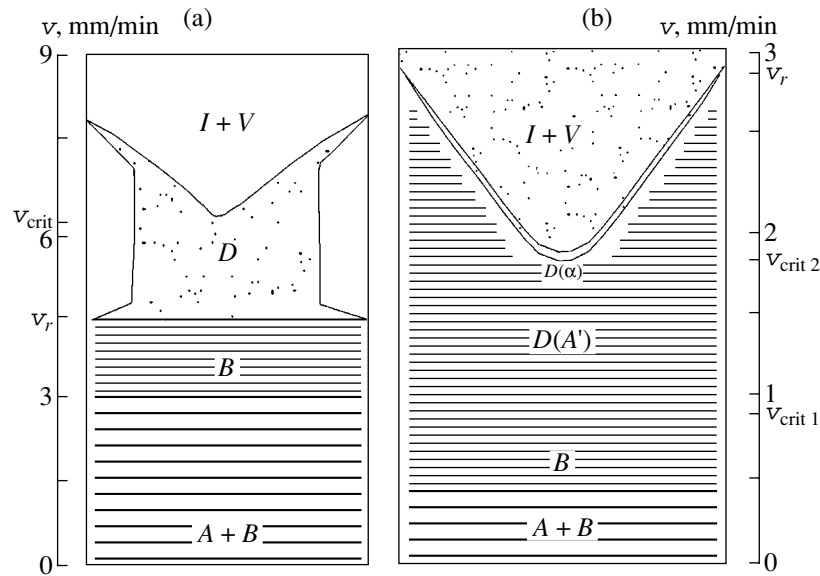 v, mm/min
(a)
9
I + V
v_crit
6
D
v_r
B
3
A + B
0
(b)
v, mm/min
3
v_r
I + V
2
v_crit 2
D(α)
D(A')
1
v_crit 1
B
A + B
0